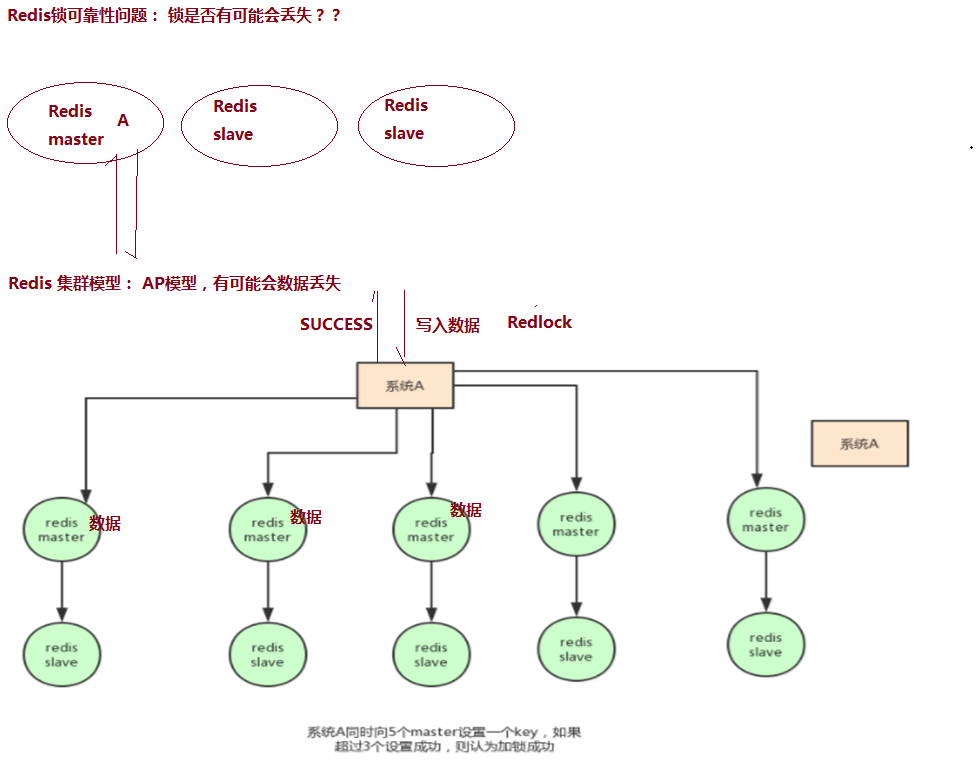 Redis锁可靠性问题： 锁是否有可能会丢失？？
Redis
master
A
Redis
slave
Redis
slave
Redis 集群模型： AP模型，有可能会数据丢失
SUCCESS
写入数据
Redlock
系统A
系统A
redis
master
数据
redis
master
数据
redis
master
数据
redis
master
redis
master
redis
slave
redis
slave
redis
slave
redis
slave
redis
slave
系统A同时向5个master设置一个key，如果
超过3个设置成功，则认为加锁成功